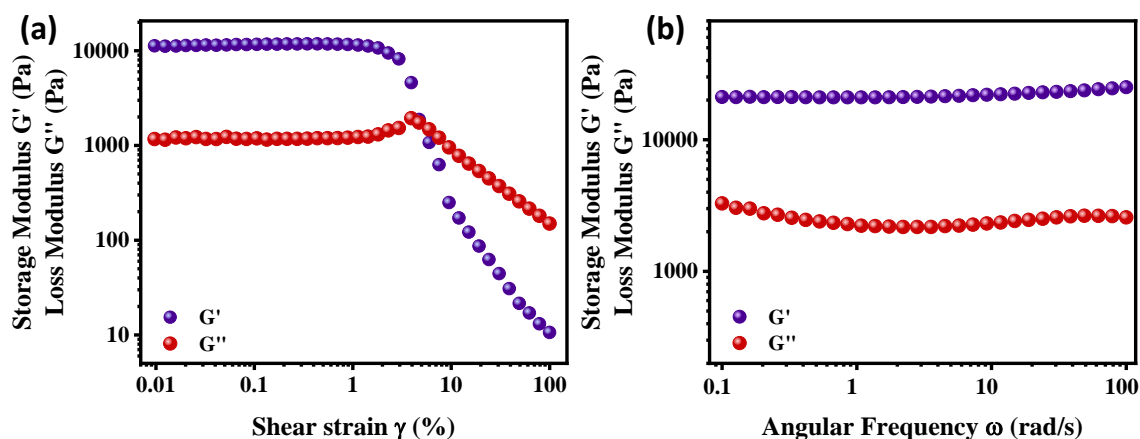 (a)
Storage Modulus G' (Pa)
Loss Modulus G'' (Pa)
10000
1000
100
10
G'
G''
0.01
0.1
1
10
100
Shear strain γ (%)
(b)
Storage Modulus G' (Pa)
Loss Modulus G'' (Pa)
10000
1000
G'
G''
0.1
1
10
100
Angular Frequency ω (rad/s)